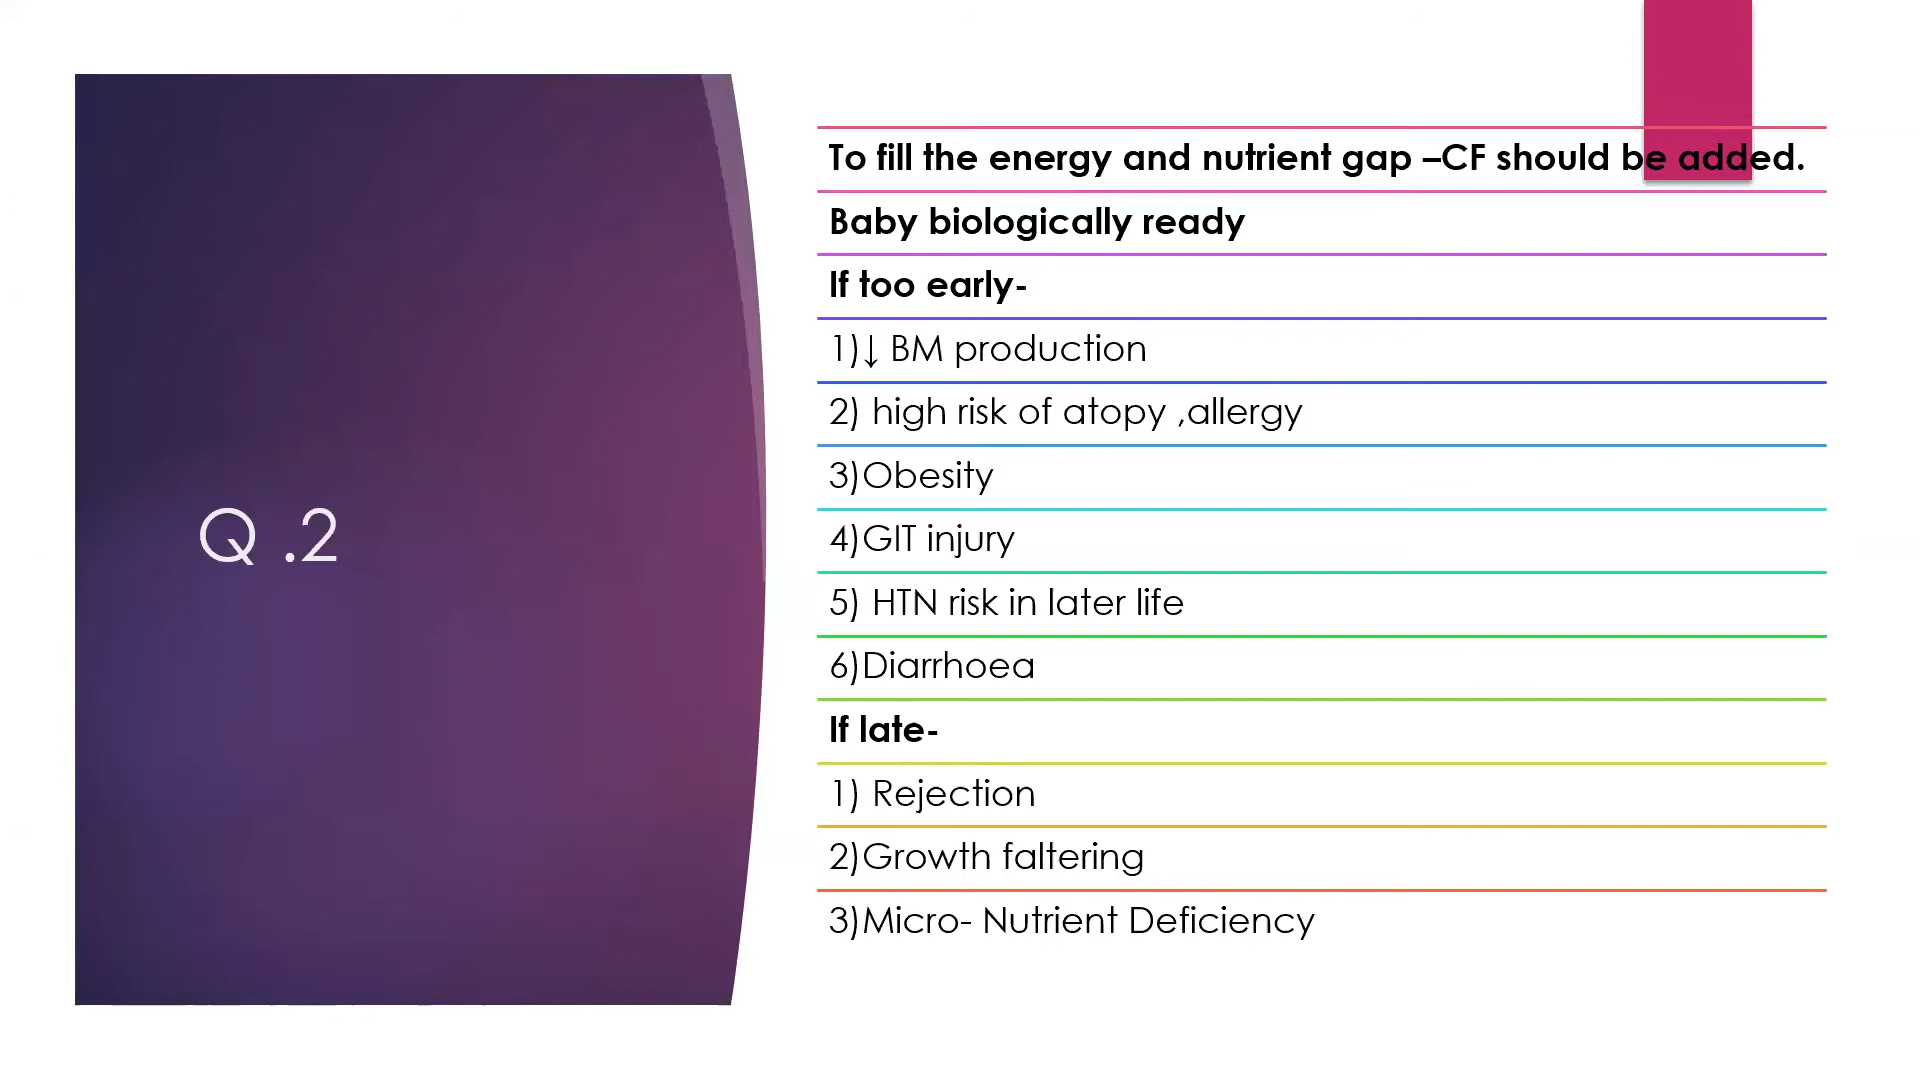 Q .2
To fill the energy and nutrient gap –CF should be added.
Baby biologically ready
If too early-
1)↓ BM production
2) high risk of atopy ,allergy
3)Obesity
4)GIT injury
5) HTN risk in later life
6)Diarrhoea
If late-
1) Rejection
2)Growth faltering
3)Micro- Nutrient Deficiency